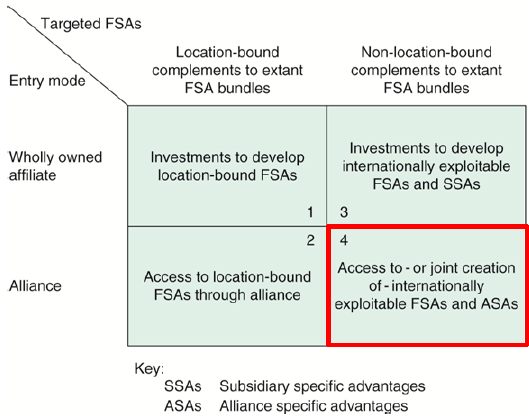 Targeted FSAs
Entry mode
Location-bound
complements to extant
FSA bundles
Non-location-bound
complements to extant
FSA bundles
Wholly owned
affiliate
Investments to develop
location-bound FSAs
1
Investments to develop
internationally exploitable
FSAs and SSAs
3
Alliance
2
Access to location-bound
FSAs through alliance
4
Access to - or joint creation
of - internationally
exploitable FSAs and ASAs
Key:
SSAs Subsidiary specific advantages
ASAs Alliance specific advantages